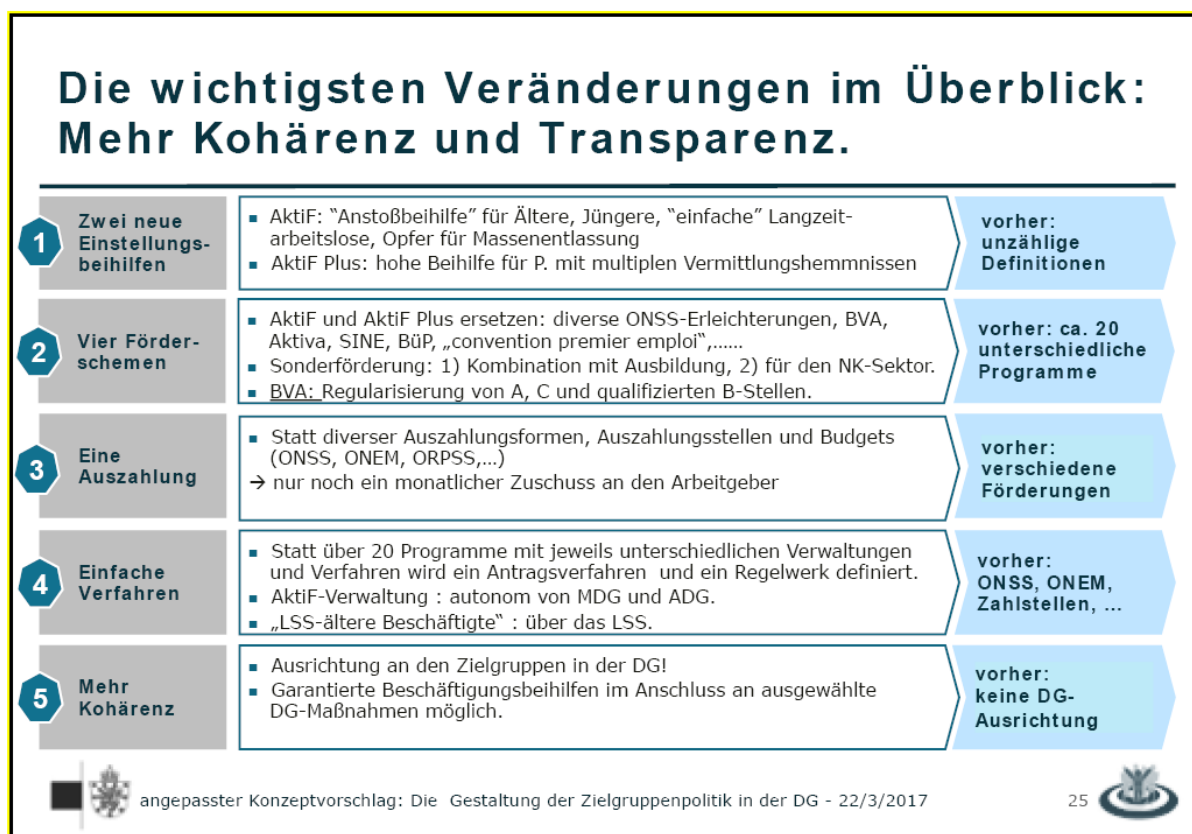 Die wichtigsten Veränderungen im Überblick:
Mehr Kohärenz und Transparenz.
1
Zwei neue
Einstellungs-
beihilfen
▪ AktiF: "Anstoßbeihilfe" für Ältere, Jüngere, "einfache" Langzeit-
arbeitslose, Opfer für Massenentlassung
▪ AktiF Plus: hohe Beihilfe für P. mit multiplen Vermittlungshemmnissen
vorher:
unzählige
Definitionen
2
Vier Förder-
schemen
▪ AktiF und AktiF Plus ersetzen: diverse ONSS-Erleichterungen, BVA,
Aktiva, SINE, BüP, „convention premier emploi",......
▪ Sonderförderung: 1) Kombination mit Ausbildung, 2) für den NK-Sektor.
▪ BVA: Regularisierung von A, C und qualifizierten B-Stellen.
vorher: ca. 20
unterschiedliche
Programme
3
Eine
Auszahlung
▪ Statt diverser Auszahlungsformen, Auszahlungsstellen und Budgets
(ONSS, ONEM, ORPSS,...)
→ nur noch ein monatlicher Zuschuss an den Arbeitgeber
vorher:
verschiedene
Förderungen
4
Einfache
Verfahren
▪ Statt über 20 Programme mit jeweils unterschiedlichen Verwaltungen
und Verfahren wird ein Antragsverfahren und ein Regelwerk definiert.
▪ AktiF-Verwaltung : autonom von MDG und ADG.
▪ „LSS-ältere Beschäftigte" : über das LSS.
vorher:
ONSS, ONEM,
Zahlstellen, ...
5
Mehr
Kohärenz
▪ Ausrichtung an den Zielgruppen in der DG!
▪ Garantierte Beschäftigungsbeihilfen im Anschluss an ausgewählte
DG-Maßnahmen möglich.
vorher:
keine DG-
Ausrichtung
angepasster Konzeptvorschlag: Die Gestaltung der Zielgruppenpolitik in der DG - 22/3/2017
25